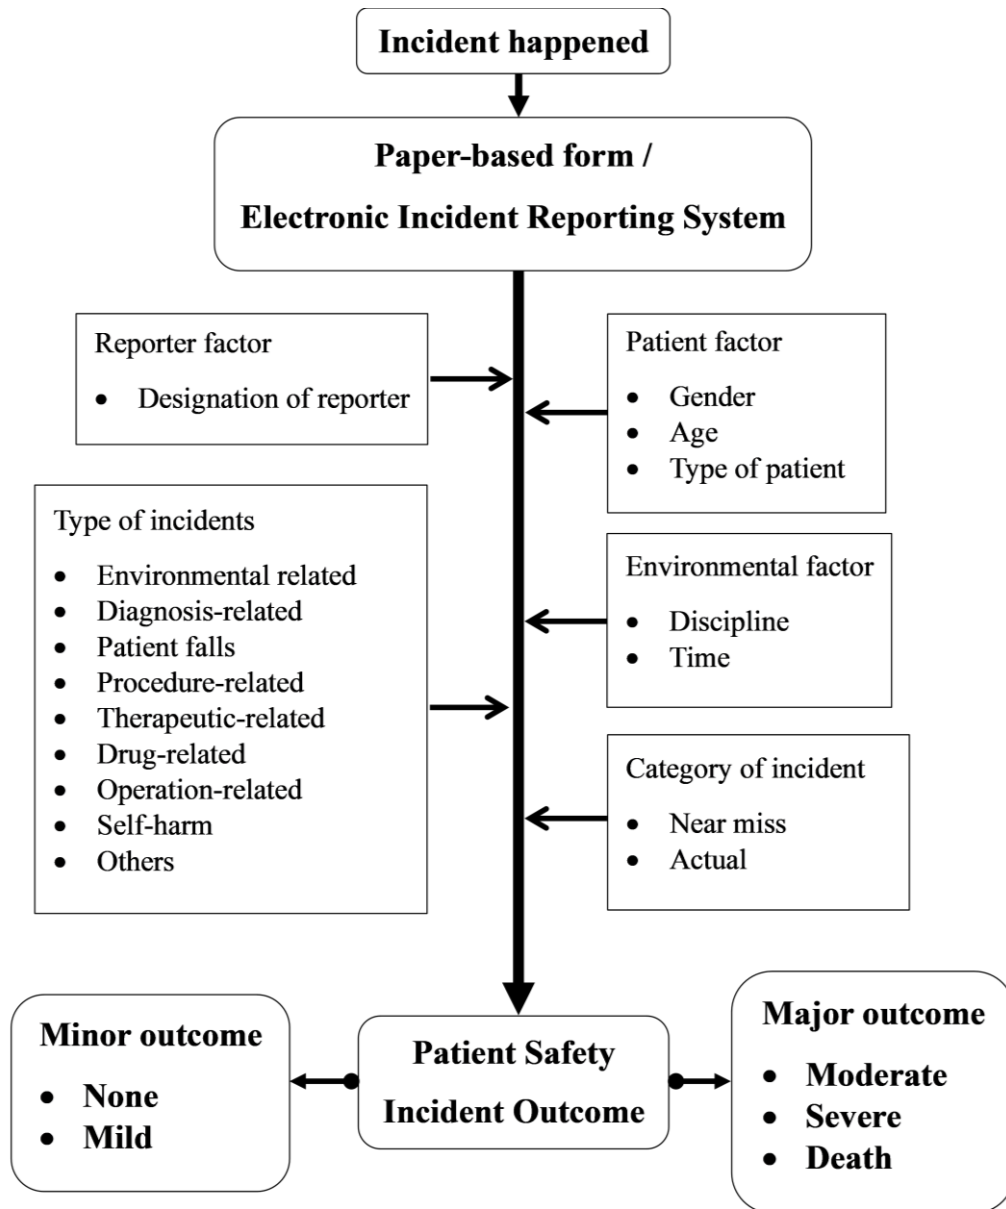 Incident happened
Paper-based form /
Electronic Incident Reporting System
Reporter factor
• Designation of reporter
Patient factor
• Gender
• Age
• Type of patient
Type of incidents
• Environmental related
• Diagnosis-related
• Patient falls
• Procedure-related
• Therapeutic-related
• Drug-related
• Operation-related
• Self-harm
• Others
Environmental factor
• Discipline
• Time
Category of incident
• Near miss
• Actual
Minor outcome
• None
• Mild
Patient Safety
Incident Outcome
Major outcome
• Moderate
• Severe
• Death